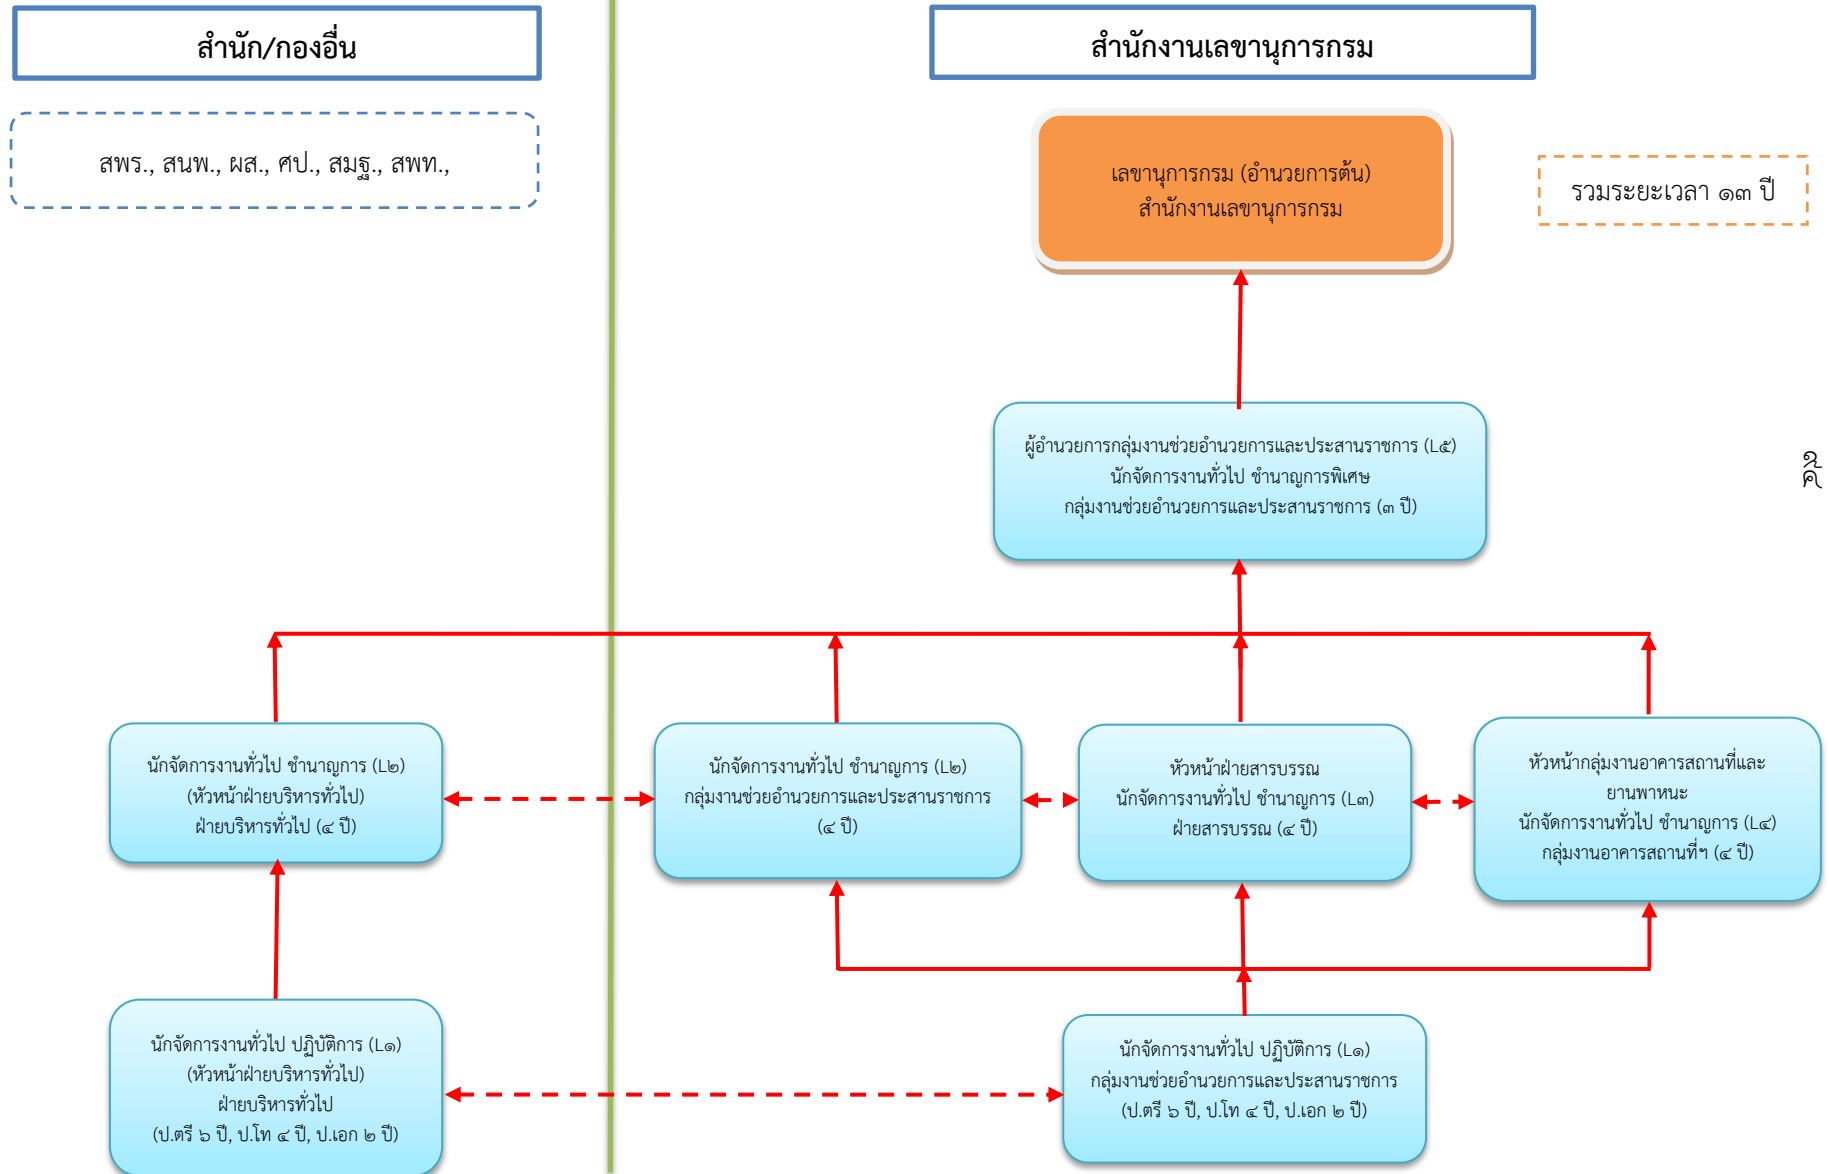 สำนัก/กองอื่น
สำนักงานเลขานุการกรม
สพร., สนพ., ผส., ศป., สมฐ., สพท.,
เลขานุการกรม (อำนวยการต้น)
สำนักงานเลขานุการกรม
รวมระยะเวลา ๑๓ ปี
ผู้อำนวยการกลุ่มงานช่วยอำนวยการและประสานราชการ (L๕)
นักจัดการงานทั่วไป ชำนาญการพิเศษ
กลุ่มงานช่วยอำนวยการและประสานราชการ (๓ ปี)
นักจัดการงานทั่วไป ชำนาญการ (L๒)
(หัวหน้าฝ่ายบริหารทั่วไป)
ฝ่ายบริหารทั่วไป (๔ ปี)
นักจัดการงานทั่วไป ชำนาญการ (L๒)
กลุ่มงานช่วยอำนวยการและประสานราชการ
(๔ ปี)
หัวหน้าฝ่ายสารบรรณ
นักจัดการงานทั่วไป ชำนาญการ (L๓)
ฝ่ายสารบรรณ (๔ ปี)
หัวหน้ากลุ่มงานอาคารสถานที่และ
ยานพาหนะ
นักจัดการงานทั่วไป ชำนาญการ (L๔)
กลุ่มงานอาคารสถานที่ฯ (๔ ปี)
นักจัดการงานทั่วไป ปฏิบัติการ (L๑)
(หัวหน้าฝ่ายบริหารทั่วไป)
ฝ่ายบริหารทั่วไป
(ป.ตรี ๖ ปี, ป.โท ๔ ปี, ป.เอก ๒ ปี)
นักจัดการงานทั่วไป ปฏิบัติการ (L๑)
กลุ่มงานช่วยอำนวยการและประสานราชการ
(ป.ตรี ๖ ปี, ป.โท ๔ ปี, ป.เอก ๒ ปี)